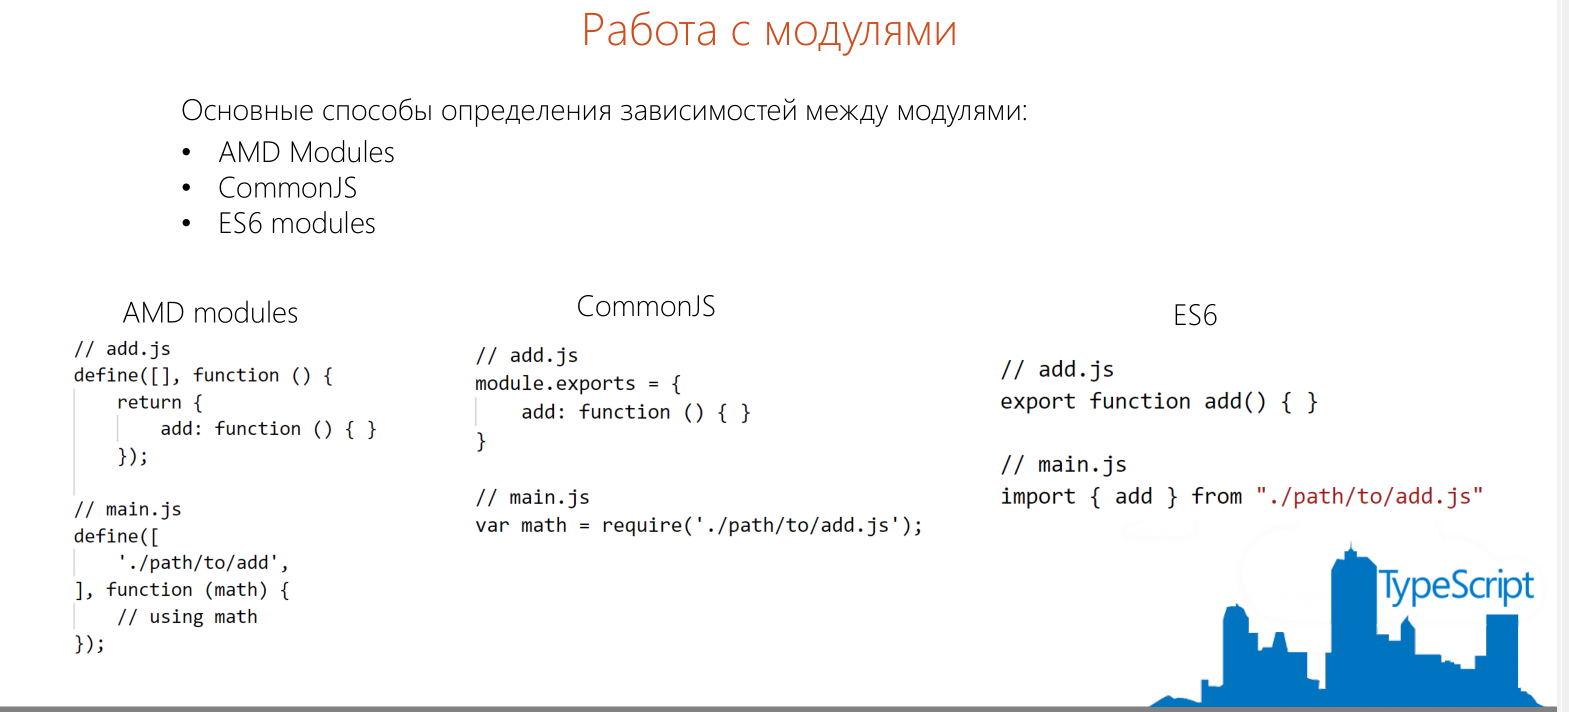 Работа с модулями
Основные способы определения зависимостей между модулями:
• AMD Modules
• CommonJS
• ES6 modules
AMD modules
// add.js
define([], function () {
return {
add: function () { }
});
// main.js
define([
'./path/to/add',
], function (math) {
// using math
});
CommonJS
// add.js
module.exports = {
add: function () { }
}
// main.js
var math = require('./path/to/add.js');
ES6
// add.js
export function add() { }
// main.js
import { add } from "./path/to/add.js"
TypeScript